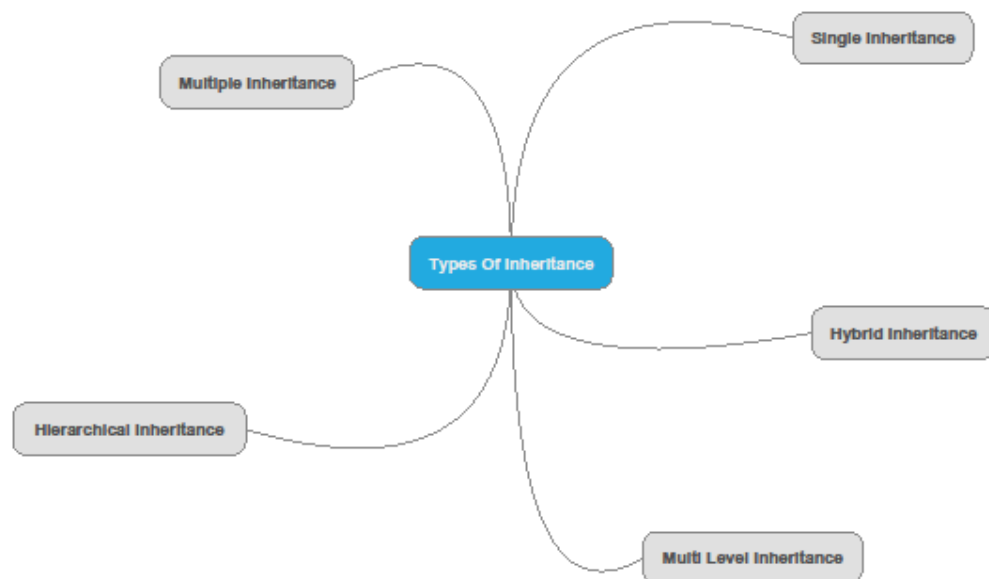 Single Inheritance
Multiple Inheritance
Types Of Inheritance
Hybrid Inheritance
Hierarchical Inheritance
Multi Level Inheritance